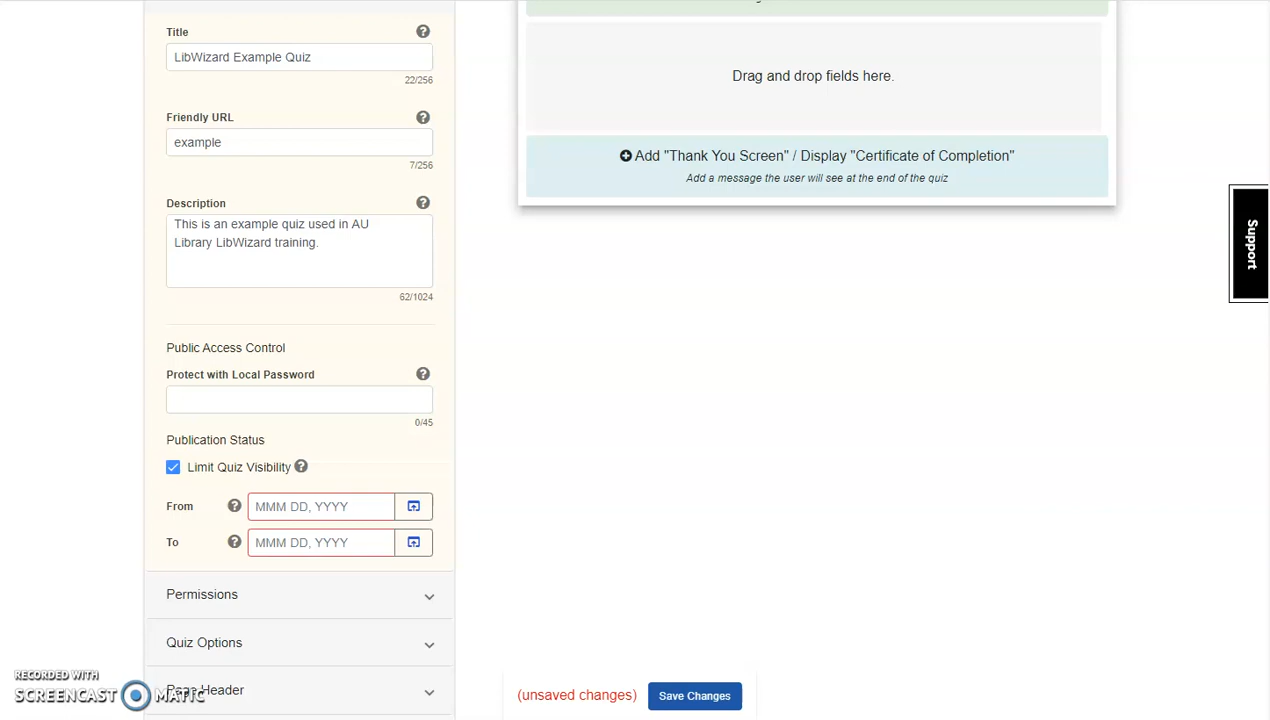 Title
LibWizard Example Quiz
22/256
Friendly URL
example
7/256
Description
This is an example quiz used in AU
Library LibWizard training.
62/1024
Public Access Control
Protect with Local Password
0/45
Publication Status
Limit Quiz Visibility
From
MMM DD, YYYY
To
MMM DD, YYYY
Permissions
Quiz Options
Page Header
Drag and drop fields here.
Add "Thank You Screen" / Display "Certificate of Completion"
Add a message the user will see at the end of the quiz
Support
(unsaved changes)
Save Changes
RECORDED WITH
SCREENCAST MATIC